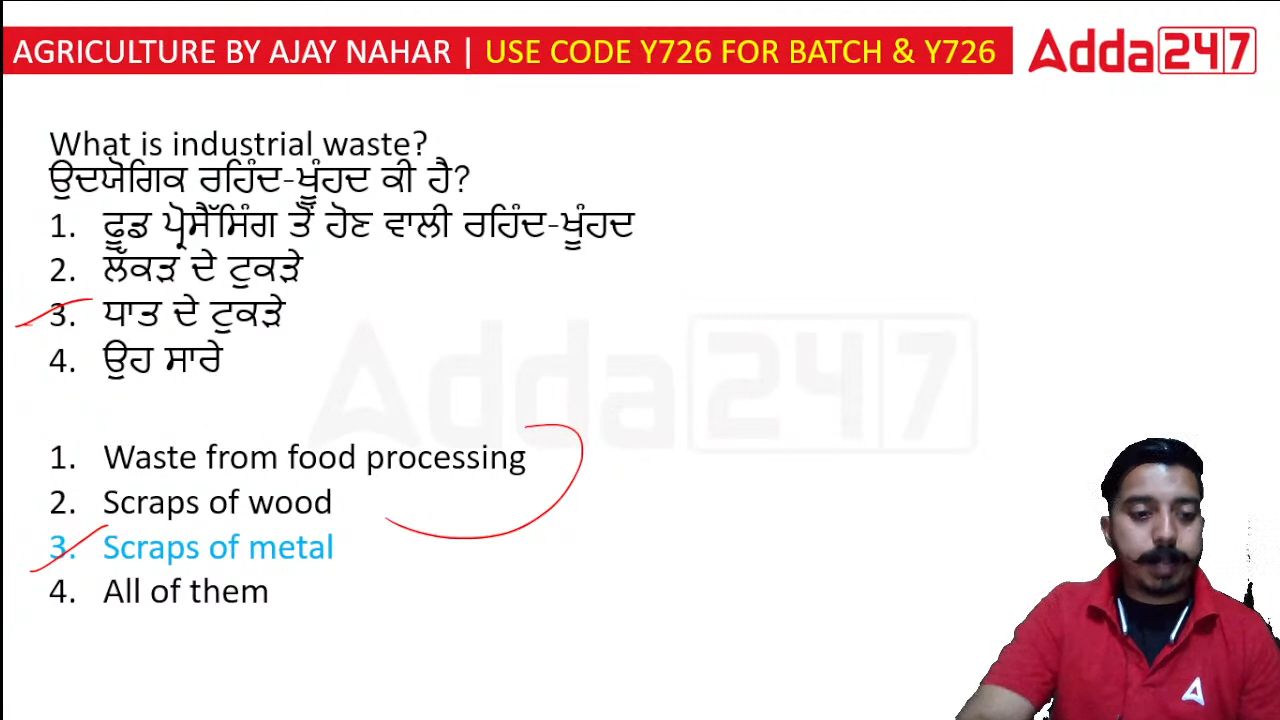 AGRICULTURE BY AJAY NAHAR | USE CODE Y726 FOR BATCH & Y726
Adda247
What is industrial waste?
ਉਦਯੋਗਿਕ ਰਹਿੰਦ-ਖੂੰਹਦ ਕੀ ਹੈ?
1. ਫੂਡ ਪ੍ਰੋਸੈੱਸਿੰਗ ਤੋਂ ਹੋਣ ਵਾਲੀ ਰਹਿੰਦ-ਖੂੰਹਦ
2. ਲੱਕੜ ਦੇ ਟੁਕੜੇ
3. ਧਾਤ ਦੇ ਟੁਕੜੇ
4. ਉਹ ਸਾਰੇ
Adda247
1. Waste from food processing
2. Scraps of wood
3. Scraps of metal
4. All of them